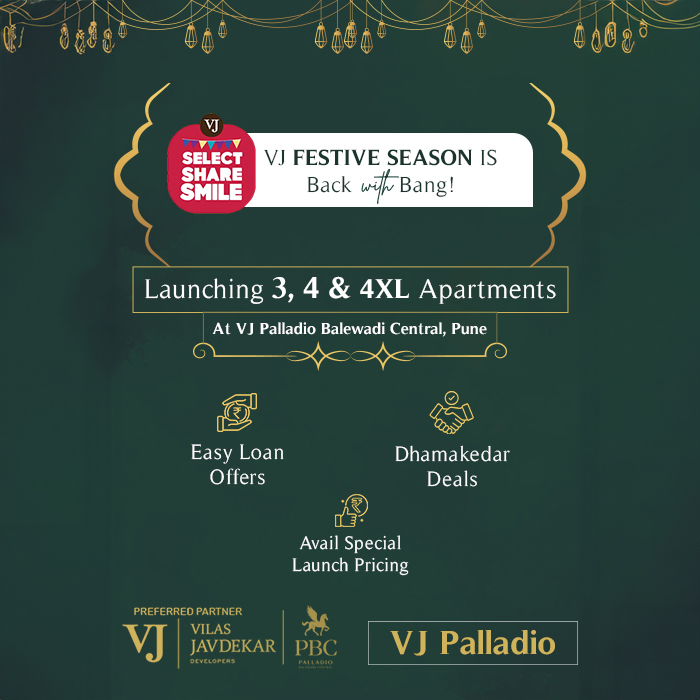 VJ
SELECT
SHARE
SMILE
VJ FESTIVE SEASON IS
Back with Bang!
Launching 3, 4 & 4XL Apartments
At VJ Palladio Balewadi Central, Pune
Easy Loan
Offers
Dhamakedar
Deals
Avail Special
Launch Pricing
PREFERRED PARTNER
VJ
VILAS
JAVDEKAR
DEVELOPERS
PBC
PALLADIO
VJ Palladio